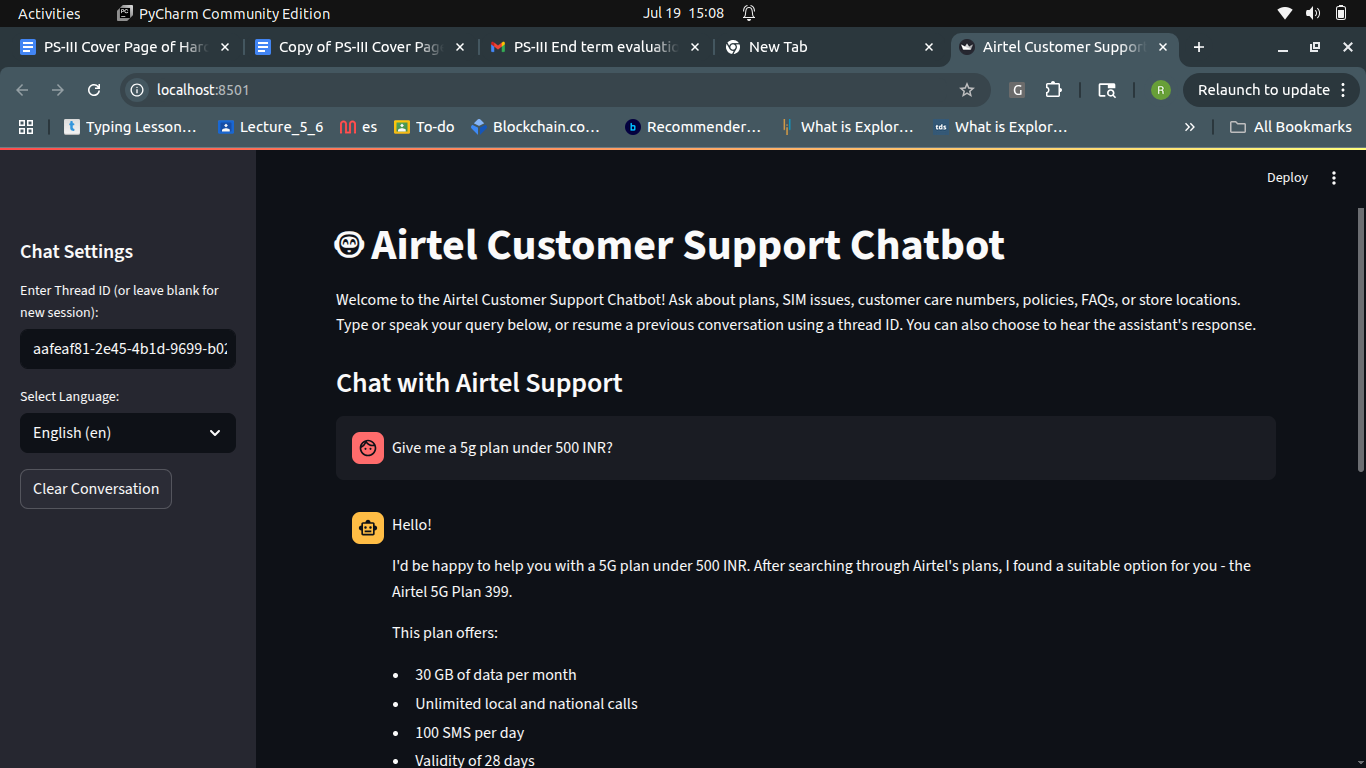 Activities PyCharm Community Edition Jul 19 15:08
PS-III Cover Page of Har Copy of PS-III Cover Pag PS-III End term evaluatio New Tab Airtel Customer Support
localhost:8501 G R Relaunch to update
Typing Lesson... Lecture_5_6 es To-do Blockchain.co... Recommender... What is Explor... tds What is Explor... » All Bookmarks
Deploy
Chat Settings
Enter Thread ID (or leave blank for
new session):
aafeaf81-2e45-4b1d-9699-b02
Select Language:
English (en)
Clear Conversation
Airtel Customer Support Chatbot
Welcome to the Airtel Customer Support Chatbot! Ask about plans, SIM issues, customer care numbers, policies, FAQs, or store locations.
Type or speak your query below, or resume a previous conversation using a thread ID. You can also choose to hear the assistant's response.
Chat with Airtel Support
Give me a 5g plan under 500 INR?
Hello!
I'd be happy to help you with a 5G plan under 500 INR. After searching through Airtel's plans, I found a suitable option for you - the
Airtel 5G Plan 399.
This plan offers:
• 30 GB of data per month
• Unlimited local and national calls
• 100 SMS per day
• Validity of 28 days